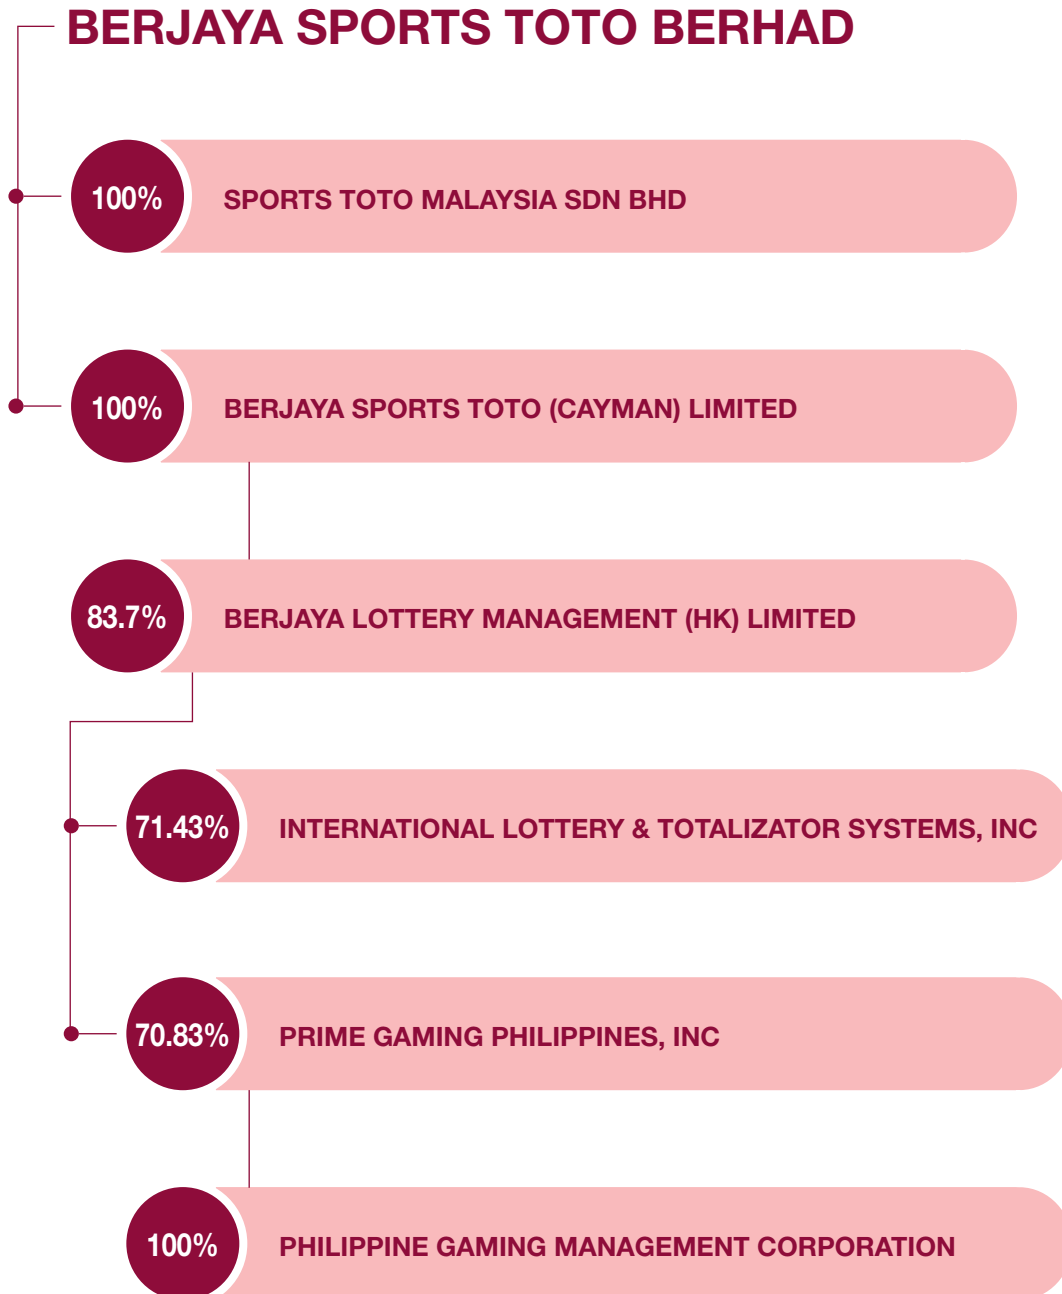 BERJAYA SPORTS TOTO BERHAD
100% SPORTS TOTO MALAYSIA SDN BHD
100% BERJAYA SPORTS TOTO (CAYMAN) LIMITED
83.7% BERJAYA LOTTERY MANAGEMENT (HK) LIMITED
71.43% INTERNATIONAL LOTTERY & TOTALIZATOR SYSTEMS, INC
70.83% PRIME GAMING PHILIPPINES, INC
100% PHILIPPINE GAMING MANAGEMENT CORPORATION